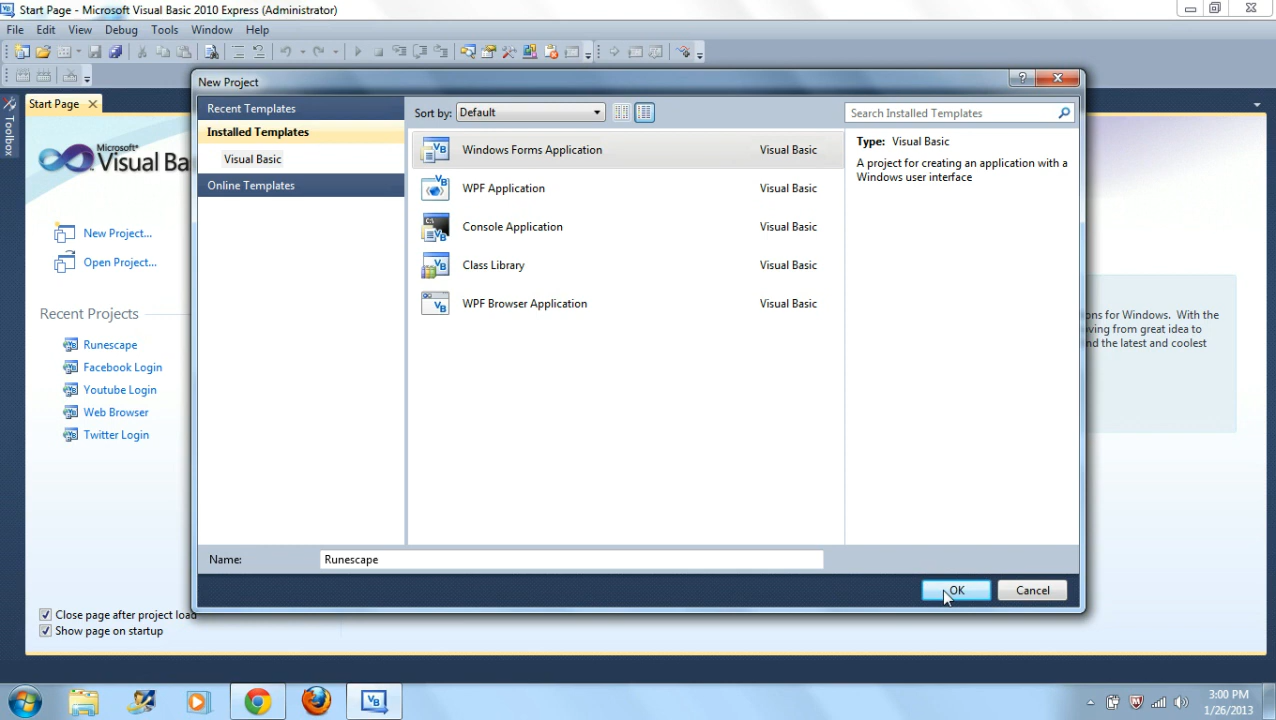 Start Page - Microsoft Visual Basic 2010 Express (Administrator)
File Edit View Debug Tools Window Help
New Project
Toolbox
Start Page
Recent Templates
Installed Templates
Visual Basic
Online Templates
Sort by: Default
Search Installed Templates
Windows Forms Application Visual Basic
WPF Application Visual Basic
Console Application Visual Basic
Class Library Visual Basic
WPF Browser Application Visual Basic
Type: Visual Basic
A project for creating an application with a
Windows user interface
Microsoft®
Visual Ba
New Project...
Open Project...
Recent Projects
Runescape
Facebook Login
Youtube Login
Web Browser
Twitter Login
ons for Windows. With the
oving from great idea to
nd the latest and coolest
Name: Runescape
OK Cancel
Close page after project load
Show page on startup
3:00 PM
1/26/2013